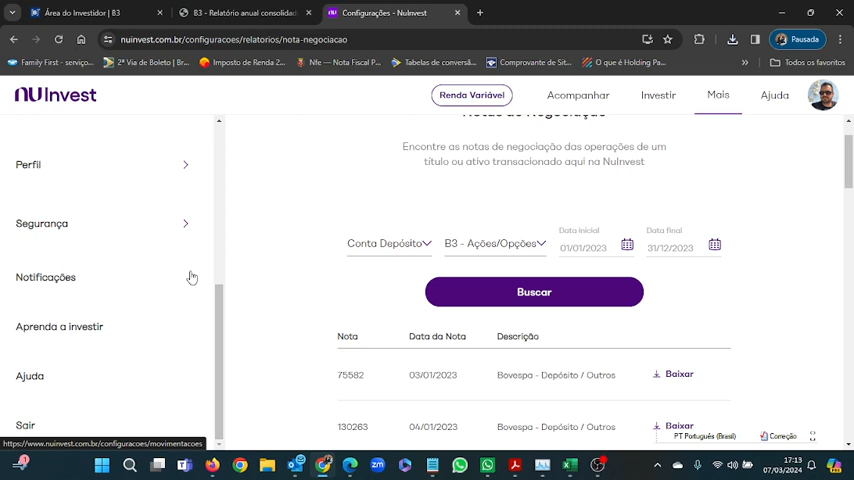 Área do Investidor | B3
B3 - Relatório anual consolidad
Configurações - NuInvest
nuinvest.com.br/configuracoes/relatorios/nota-negociacao
Pausada
Family First - serviço...
2ª Via de Boleto | Br...
Imposto de Renda 2...
Nfe — Nota Fiscal P...
Tabelas de conversã...
Comprovante de Sit...
O que é Holding Pa...
Todos os favoritos
nuInvest
Renda Variável
Acompanhar
Investir
Mais
Ajuda
Notas de Negociação
Encontre as notas de negociação das operações de um
título ou ativo transacionado aqui na NuInvest
Perfil
Segurança
Notificações
Aprenda a investir
Ajuda
Sair
Conta Depósito
B3 - Ações/Opções
Data inicial
01/01/2023
Data final
31/12/2023
Buscar
Nota Data da Nota Descrição
75582 03/01/2023 Bovespa - Depósito / Outros Baixar
130263 04/01/2023 Bovespa - Depósito / Outros Baixar
PT Português (Brasil) Correção
https://www.nuinvest.com.br/configuracoes/movimentacoes
17:13
07/03/2024